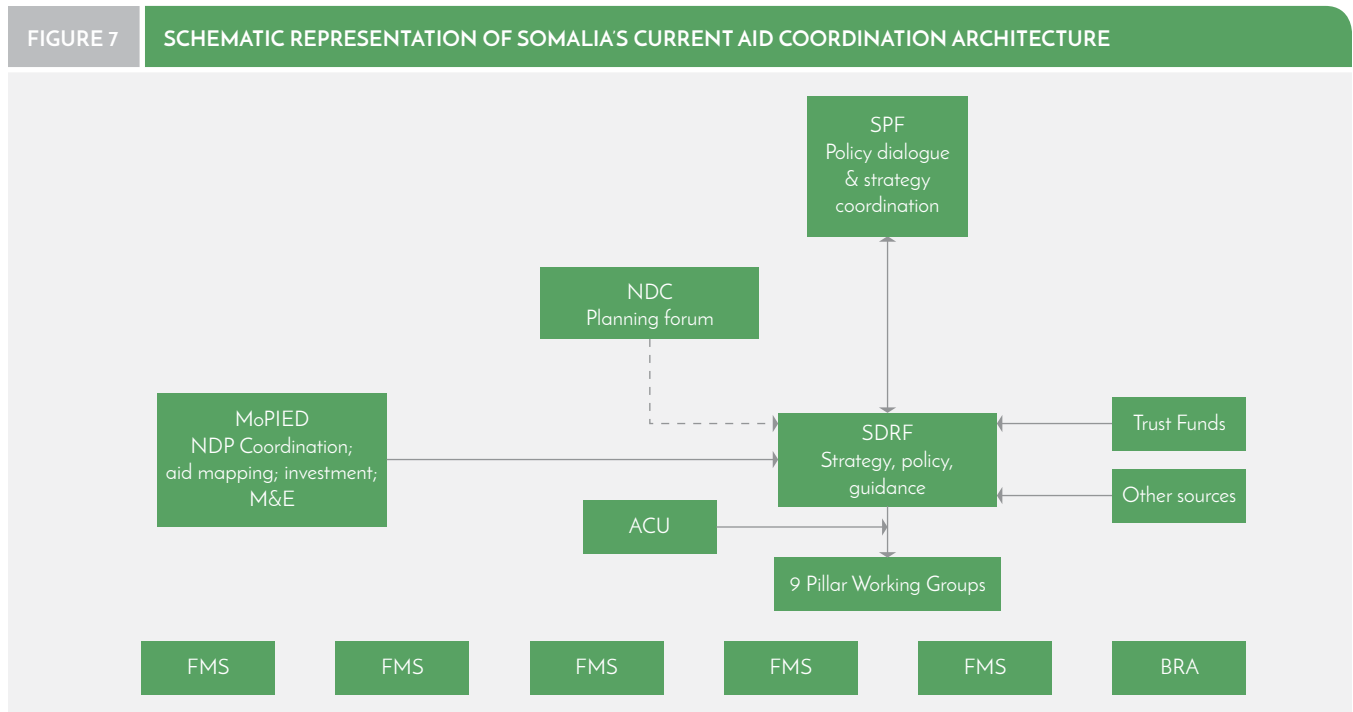 FIGURE 7
SCHEMATIC REPRESENTATION OF SOMALIA'S CURRENT AID COORDINATION ARCHITECTURE
SPF
Policy dialogue
& strategy
coordination
NDC
Planning forum
MoPIED
NDP Coordination;
aid mapping; investment;
M&E
SDRF
Strategy, policy,
guidance
Trust Funds
Other sources
ACU
9 Pillar Working Groups
FMS
FMS
FMS
FMS
FMS
BRA